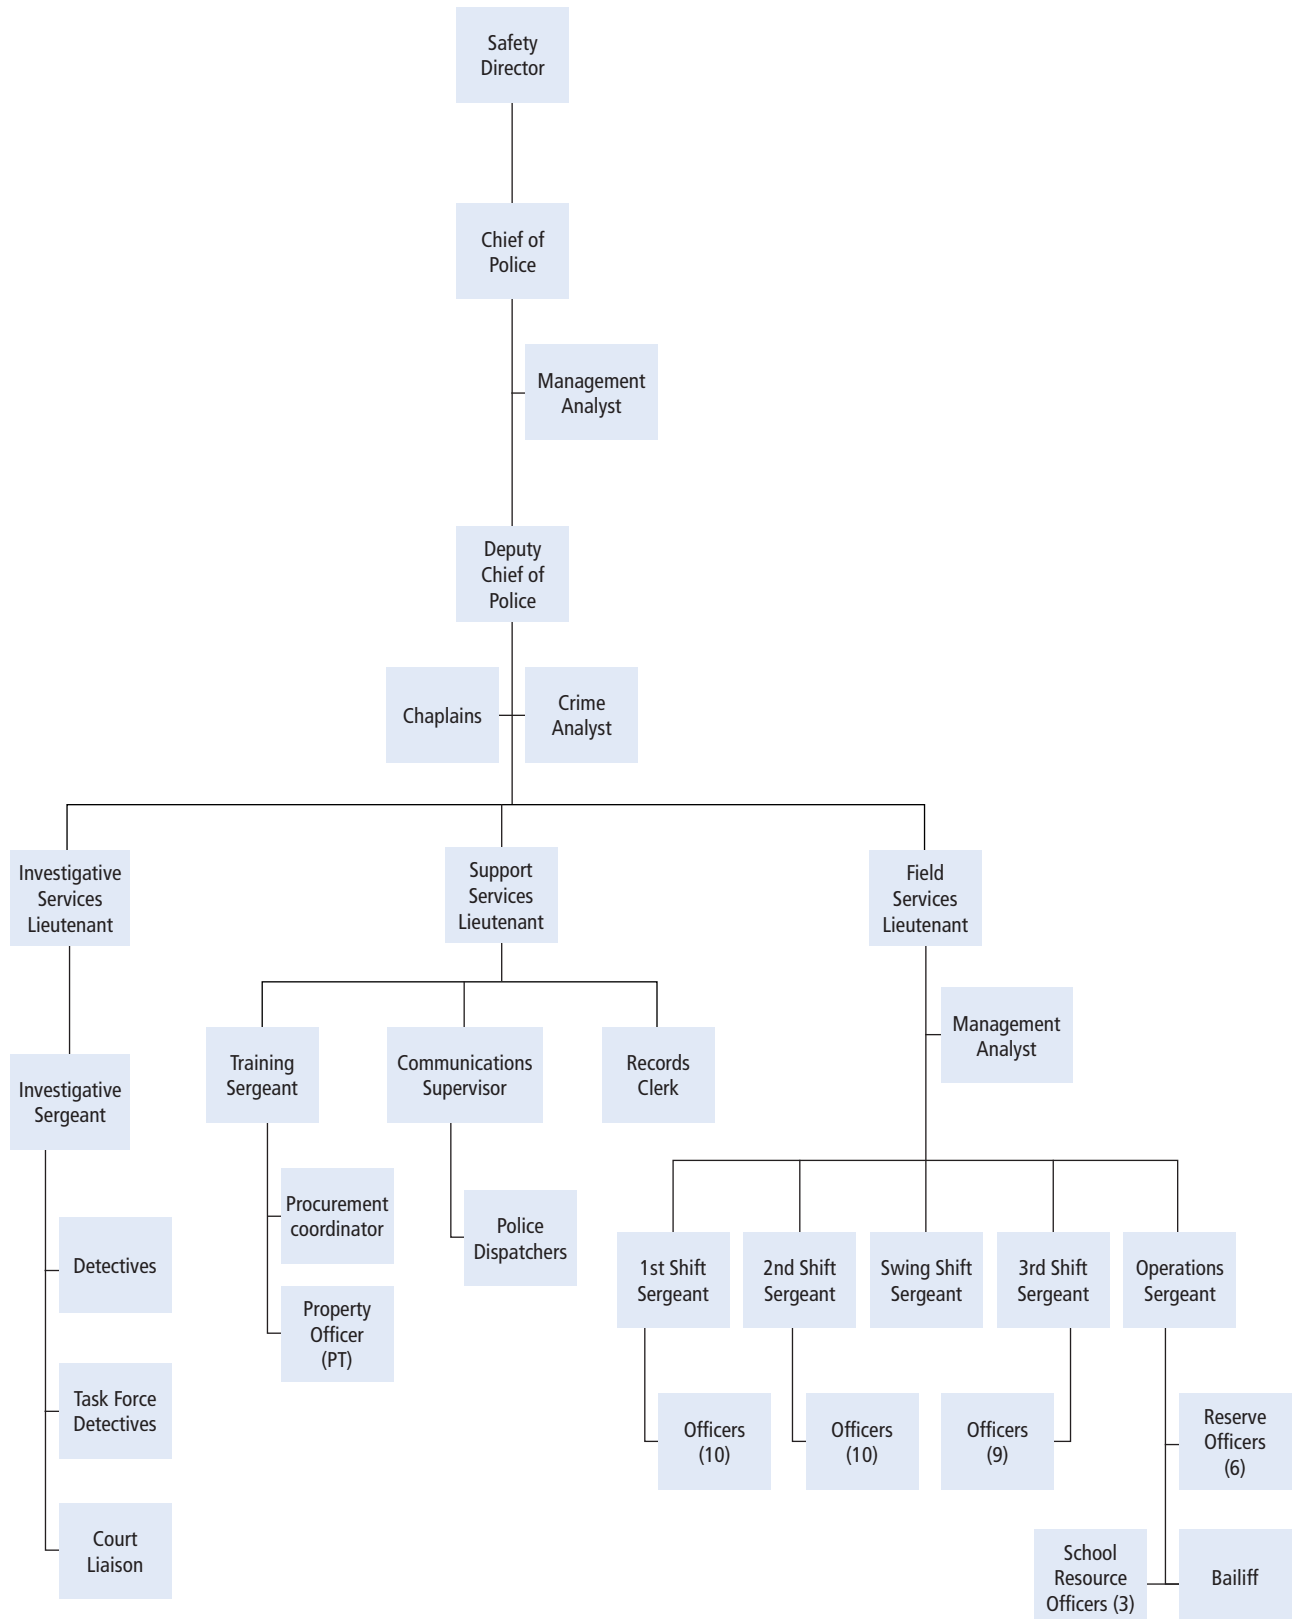 Safety
Director
Chief of
Police
Management
Analyst
Deputy
Chief of
Police
Chaplains
Crime
Analyst
Investigative
Services
Lieutenant
Support
Services
Lieutenant
Field
Services
Lieutenant
Management
Analyst
Training
Sergeant
Communications
Supervisor
Records
Clerk
Investigative
Sergeant
Procurement
coordinator
Police
Dispatchers
Detectives
1st Shift
Sergeant
2nd Shift
Sergeant
Swing Shift
Sergeant
3rd Shift
Sergeant
Operations
Sergeant
Property
Officer
(PT)
Task Force
Detectives
Officers
(10)
Officers
(10)
Officers
(9)
Reserve
Officers
(6)
Court
Liaison
School
Resource
Officers (3)
Bailiff